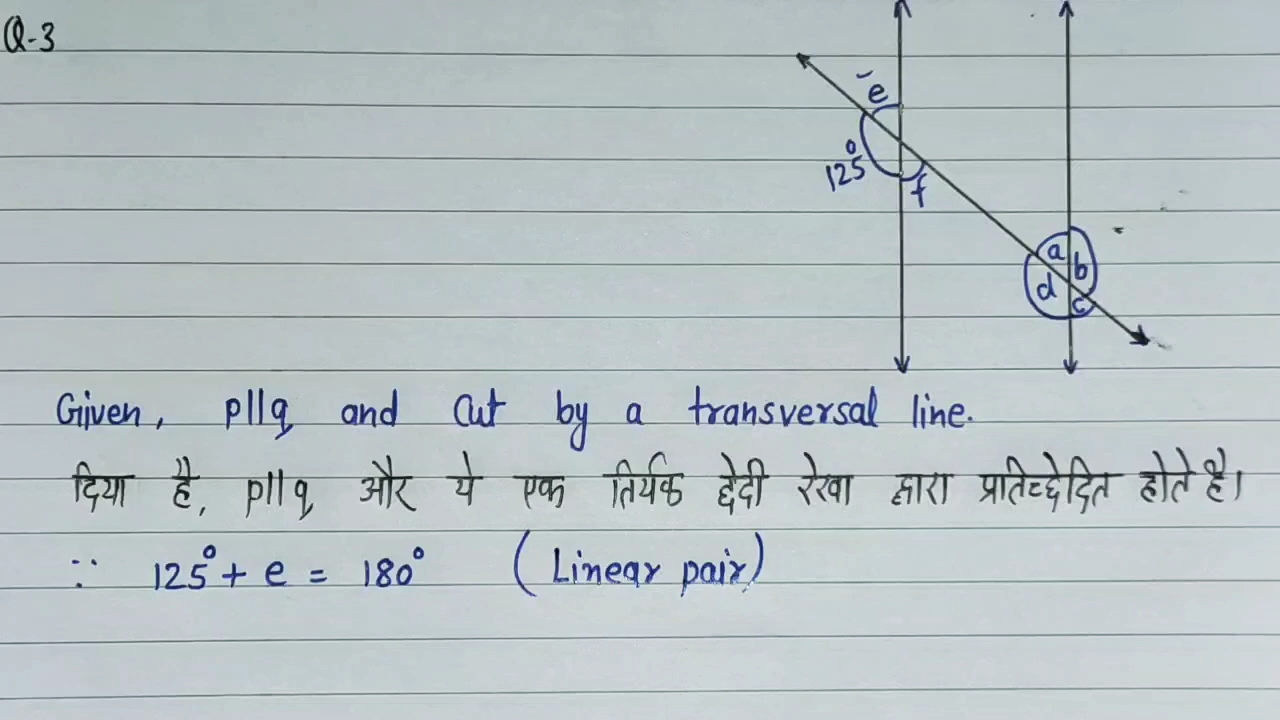 Q-3
e
125°
f
a
b
d
c
Given, p||q and cut by a transversal line.
दिया है, p||q और ये एक तिर्यक छेदी रेखा द्वारा प्रतिच्छेदित होते है।
∵ 125° + e = 180° (Linear pair)